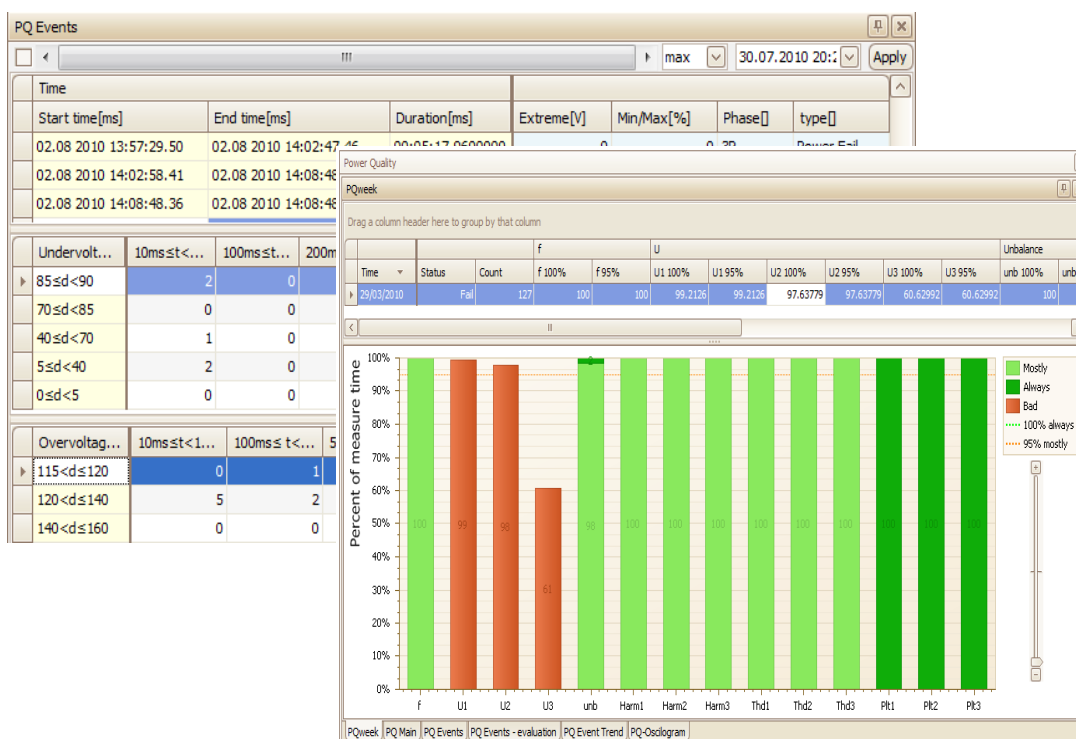 PQ Events
max 30.07.2010 20:2 Apply
Time
Start time[ms] End time[ms] Duration[ms] Extreme[V] Min/Max[%] Phase[] type[]
02.08 2010 13:57:29.50 02.08 2010 14:02:47.46 00:05:17.9600000 0 0 3P Power Fail
02.08 2010 14:02:58.41 02.08 2010 14:08:48
02.08 2010 14:08:48.36 02.08 2010 14:08:48
Undervolt... 10ms≤t<... 100ms≤t... 200m
85≤d<90 2 0
70≤d<85 0 0
40≤d<70 1 0
5≤d<40 2 0
0≤d<5 0 0
Overvoltag... 10ms≤t<1... 100ms≤ t<... 5
115<d≤120 0 1
120<d≤140 5 2
140<d≤160 0 0
Power Quality
PQweek
Drag a column header here to group by that column
f U Unbalance
Time Status Count f 100% f 95% U1 100% U1 95% U2 100% U2 95% U3 100% U3 95% unb 100% unb
29/03/2010 Fail 127 100 100 99.2126 99.2126 97.63779 97.63779 60.62992 60.62992 100
Percent of measure time
100%
90%
80%
70%
60%
50%
40%
30%
20%
10%
0%
100 99 98 61 98 100 100 100 100 100 100 100 100 100
f U1 U2 U3 unb Harm1 Harm2 Harm3 Thd1 Thd2 Thd3 Plt1 Plt2 Plt3
Mostly
Always
Bad
100% always
95% mostly
PQweek PQ Main PQ Events PQ Events - evaluation PQ Event Trend PQ-Oscilogram